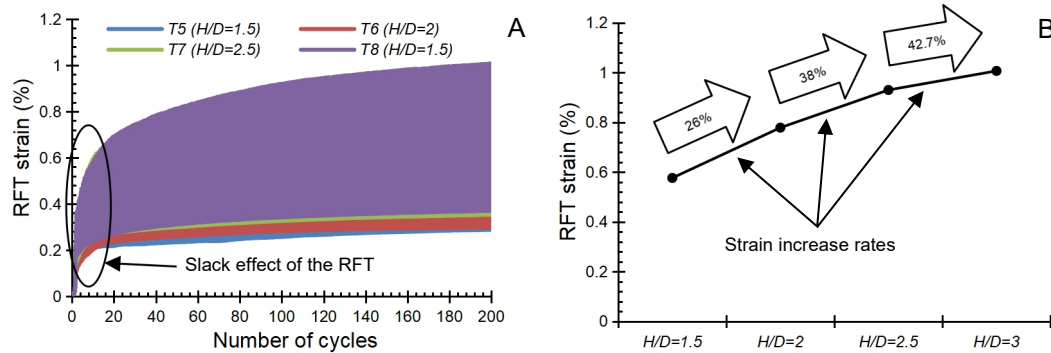 A
T5 (H/D=1.5)
T6 (H/D=2)
T7 (H/D=2.5)
T8 (H/D=1.5)
RFT strain (%)
1.2
1
0.8
0.6
0.4
0.2
0
Slack effect of the RFT
0 20 40 60 80 100 120 140 160 180 200
Number of cycles
B
RFT strain (%)
1.2
1
0.8
0.6
0.4
0.2
0
26%
38%
42.7%
Strain increase rates
H/D=1.5 H/D=2 H/D=2.5 H/D=3